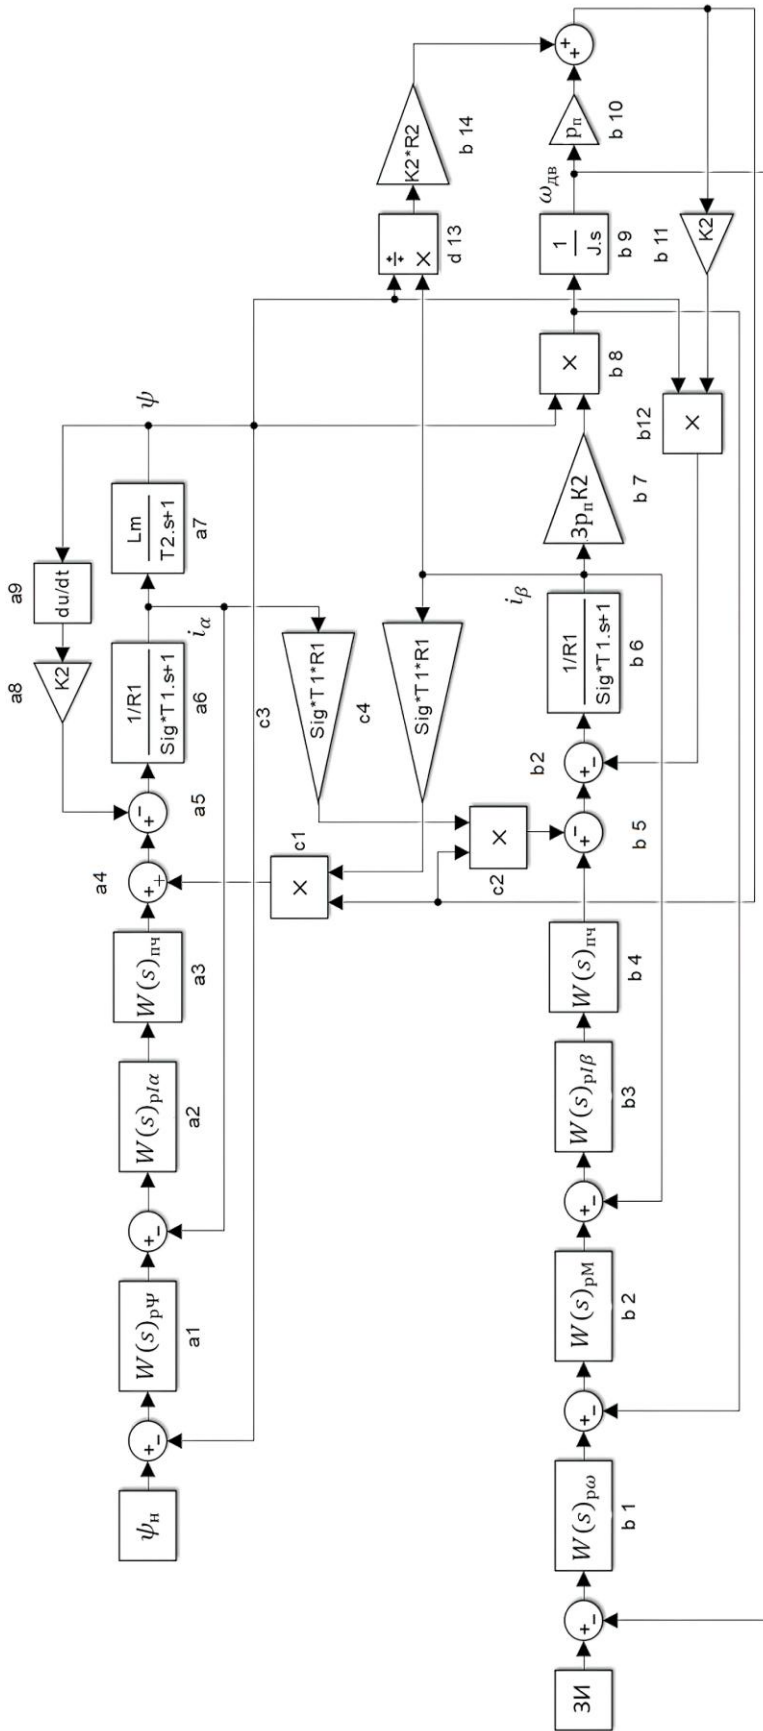 ψн
W(s)рΨ
a1
W(s)рIα
a2
W(s)пч
a3
a4
a5
1/R1
Sig*T1.s+1
a6
iα
Lm
T2.s+1
a7
ψ
K2
a8
du/dt
a9
×
c1
×
c2
Sig*T1*R1
c3
Sig*T1*R1
c4
÷
×
d 13
K2*R2
b 14
ЗИ
W(s)рω
b 1
W(s)рМ
b 2
W(s)рIβ
b3
W(s)пч
b 4
b 5
b2
1/R1
Sig*T1.s+1
b 6
iβ
3pпK2
b 7
×
b 8
1
J.s
b 9
ωдв
pп
b 10
K2
b 11
×
b12